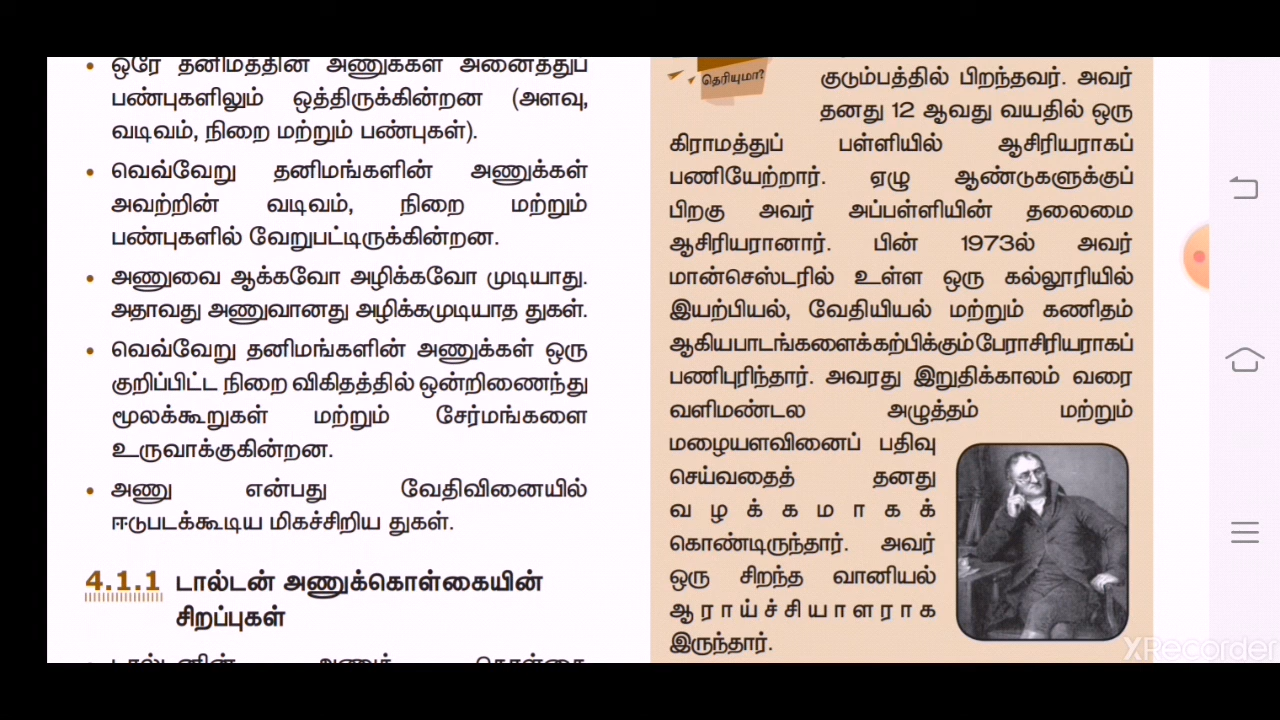 ஒரே தனிமத்தின் அணுக்கள் அனைத்துப்
பண்புகளிலும் ஒத்திருக்கின்றன (அளவு,
வடிவம், நிறை மற்றும் பண்புகள்).
வெவ்வேறு தனிமங்களின் அணுக்கள்
அவற்றின் வடிவம், நிறை மற்றும்
பண்புகளில் வேறுபட்டிருக்கின்றன.
அணுவை ஆக்கவோ அழிக்கவோ முடியாது.
அதாவது அணுவானது அழிக்கமுடியாத துகள்.
வெவ்வேறு தனிமங்களின் அணுக்கள் ஒரு
குறிப்பிட்ட நிறை விகிதத்தில் ஒன்றிணைந்து
மூலக்கூறுகள் மற்றும் சேர்மங்களை
உருவாக்குகின்றன.
அணு என்பது வேதிவினையில்
ஈடுபடக்கூடிய மிகச்சிறிய துகள்.
4.1.1 டால்டன் அணுக்கொள்கையின்
சிறப்புகள்
தெரியுமா?
குடும்பத்தில் பிறந்தவர். அவர்
தனது 12 ஆவது வயதில் ஒரு
கிராமத்துப் பள்ளியில் ஆசிரியராகப்
பணியேற்றார். ஏழு ஆண்டுகளுக்குப்
பிறகு அவர் அப்பள்ளியின் தலைமை
ஆசிரியரானார். பின் 1973ல் அவர்
மான்செஸ்டரில் உள்ள ஒரு கல்லூரியில்
இயற்பியல், வேதியியல் மற்றும் கணிதம்
ஆகியபாடங்களைக்கற்பிக்கும்பேராசிரியராகப்
பணிபுரிந்தார். அவரது இறுதிக்காலம் வரை
வளிமண்டல அழுத்தம் மற்றும்
மழையளவினைப் பதிவு
செய்வதைத் தனது
வழக்கமாகக்
கொண்டிருந்தார். அவர்
ஒரு சிறந்த வானியல்
ஆராய்ச்சியாளராக
இருந்தார்.
XRecorder